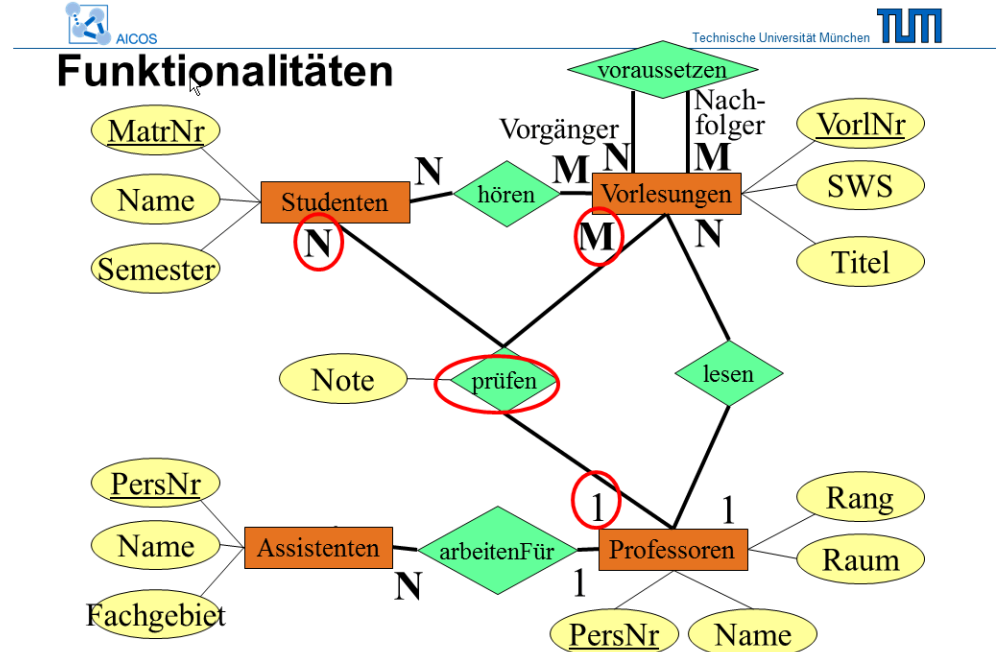 AICOS
Technische Universität München
TUM
Funktionalitäten
voraussetzen
Nach-
folger
Vorgänger
MatrNr
VorlNr
N
M
N
M
Name
Studenten
hören
Vorlesungen
SWS
N
M
N
Semester
Titel
Note
prüfen
lesen
PersNr
1
1
Rang
Name
Assistenten
arbeitenFür
Professoren
Raum
N
1
Fachgebiet
PersNr
Name